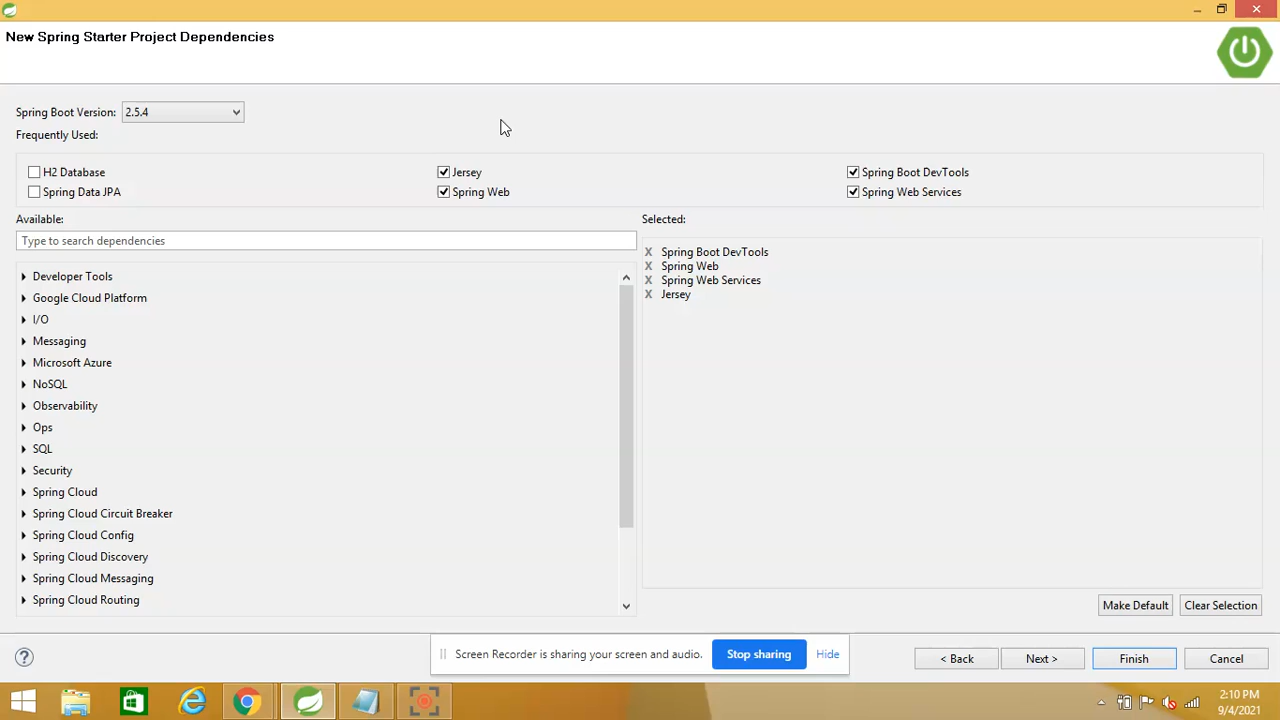 New Spring Starter Project Dependencies
Spring Boot Version: 2.5.4
Frequently Used:
H2 Database
Jersey
Spring Boot DevTools
Spring Data JPA
Spring Web
Spring Web Services
Available:
Selected:
Type to search dependencies
X Spring Boot DevTools
X Spring Web
X Spring Web Services
X Jersey
Developer Tools
Google Cloud Platform
I/O
Messaging
Microsoft Azure
NoSQL
Observability
Ops
SQL
Security
Spring Cloud
Spring Cloud Circuit Breaker
Spring Cloud Config
Spring Cloud Discovery
Spring Cloud Messaging
Spring Cloud Routing
Make Default
Clear Selection
Screen Recorder is sharing your screen and audio.
Stop sharing
Hide
< Back
Next >
Finish
Cancel
2:10 PM
9/4/2021